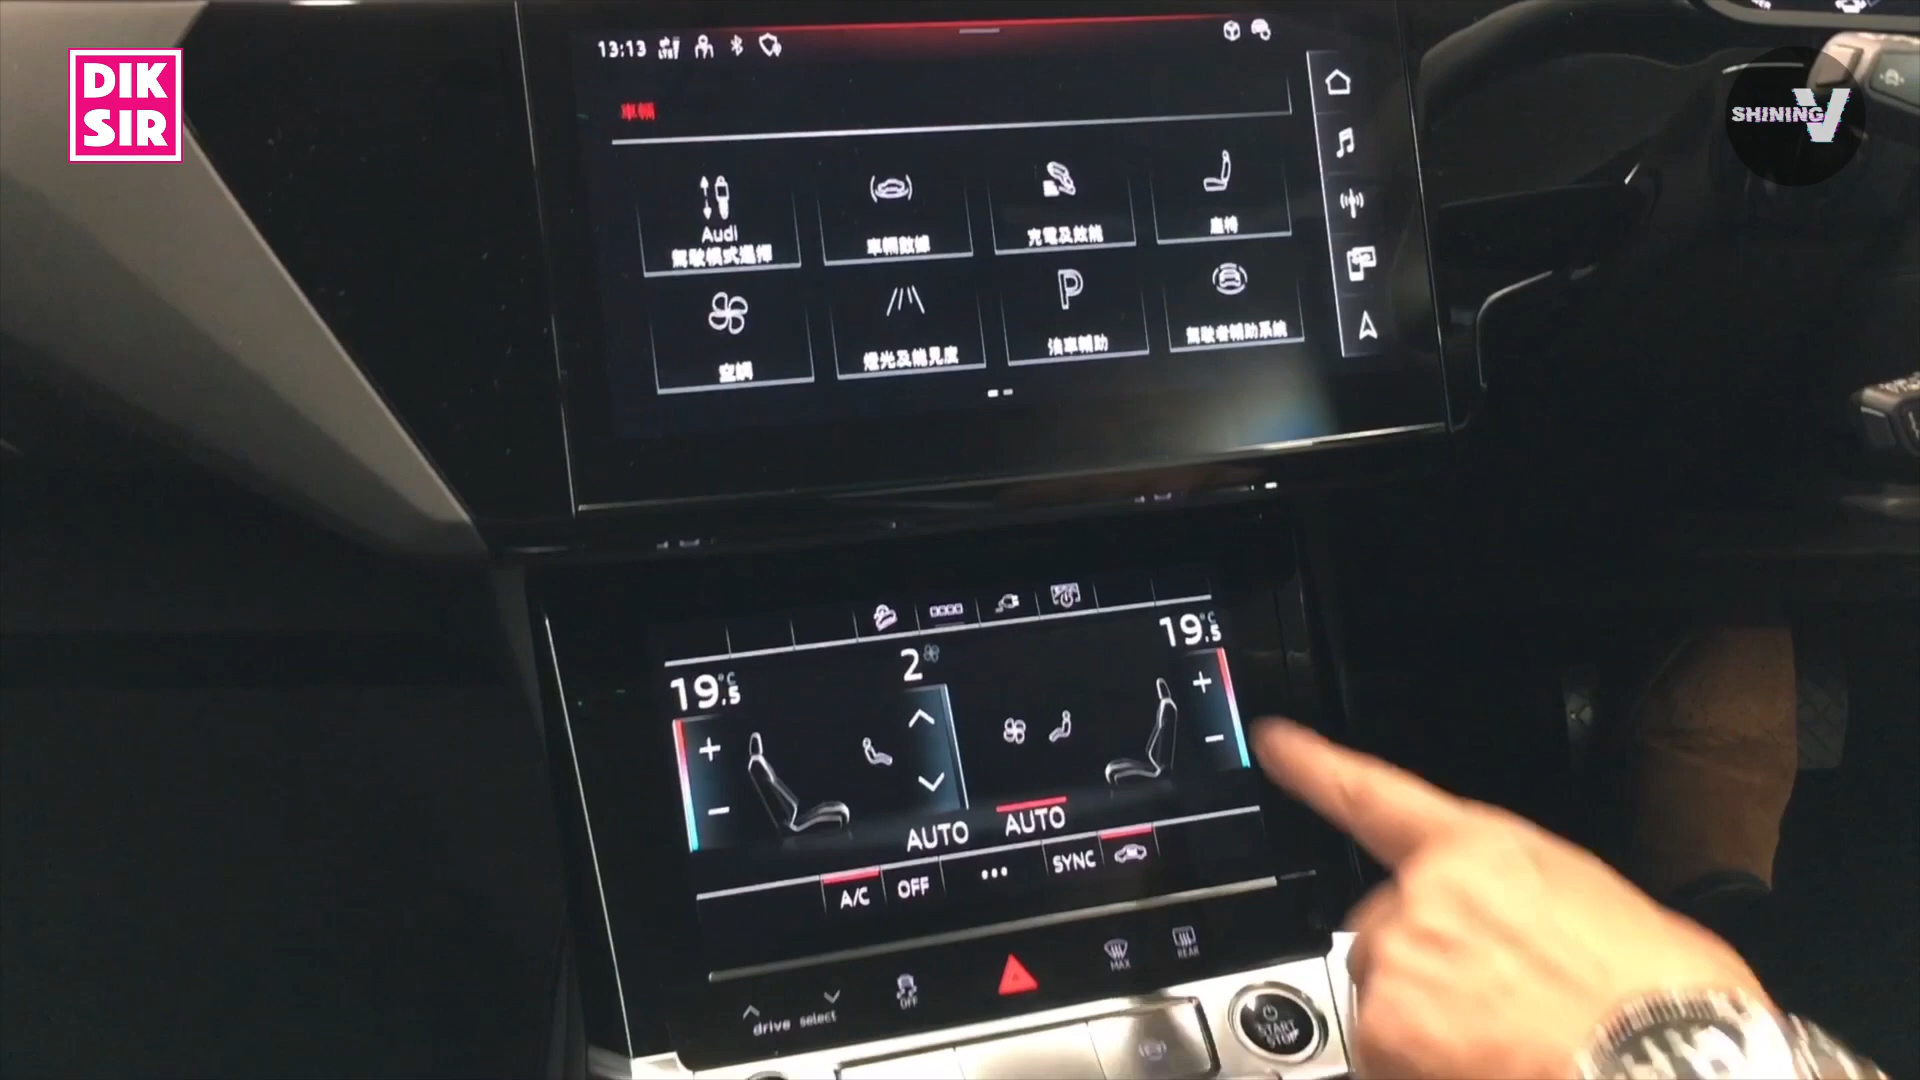 DIK
SIR
SHINING V
13:13
車輛
Audi
駕駛模式選擇
車輛數據
充電及效能
座椅
空調
燈光及能見度
泊車輔助
駕駛者輔助系統
19.5°C
2
19.5°C
AUTO
AUTO
A/C
OFF
SYNC
drive select
OFF
MAX
REAR
START
STOP